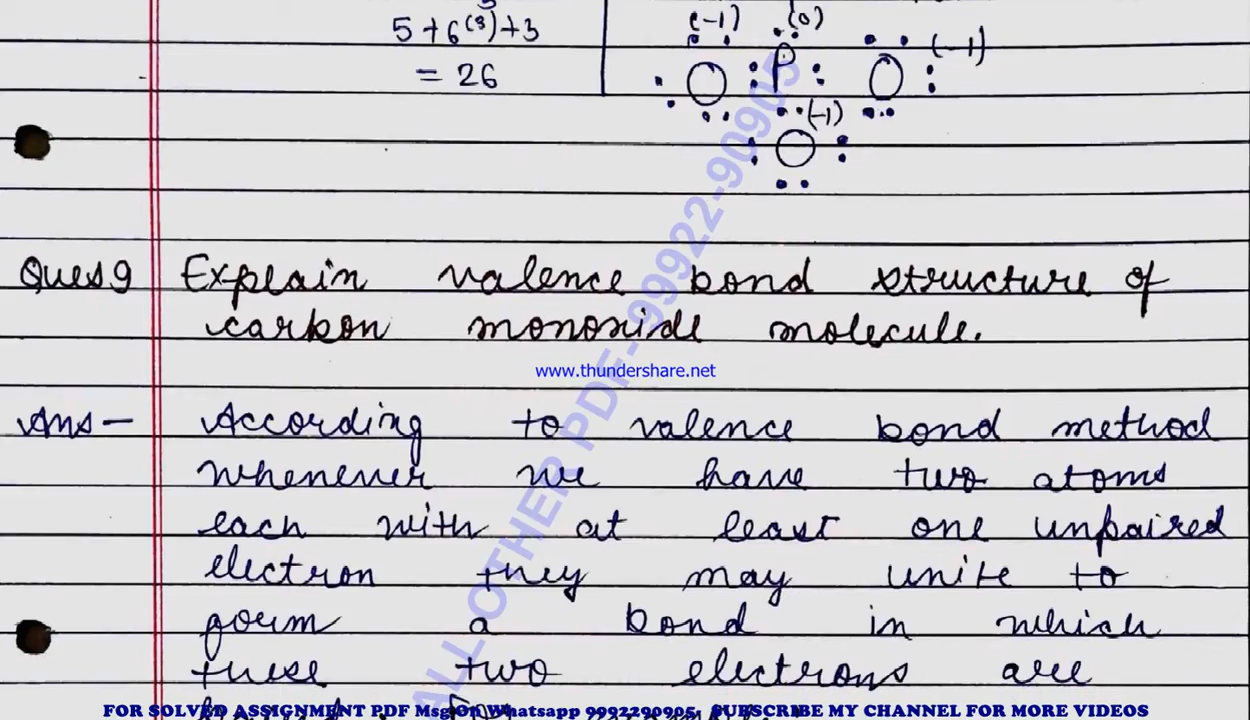 5 + 6(3) + 3
= 26
(-1) (0)
O P O (-1)
(-1)
O
Ques9 Explain valence bond structure of
carbon monoxide molecule.
www.thundershare.net
Ans - According to valence bond method
whenever we have two atoms
each with at least one unpaired
electron they may unite to
form a bond in which
these two electrons are
ALL OTHER PDF-99922-90905
FOR SOLVED ASSIGNMENT PDF Msg On Whatsapp 9992290905, SUBSCRIBE MY CHANNEL FOR MORE VIDEOS